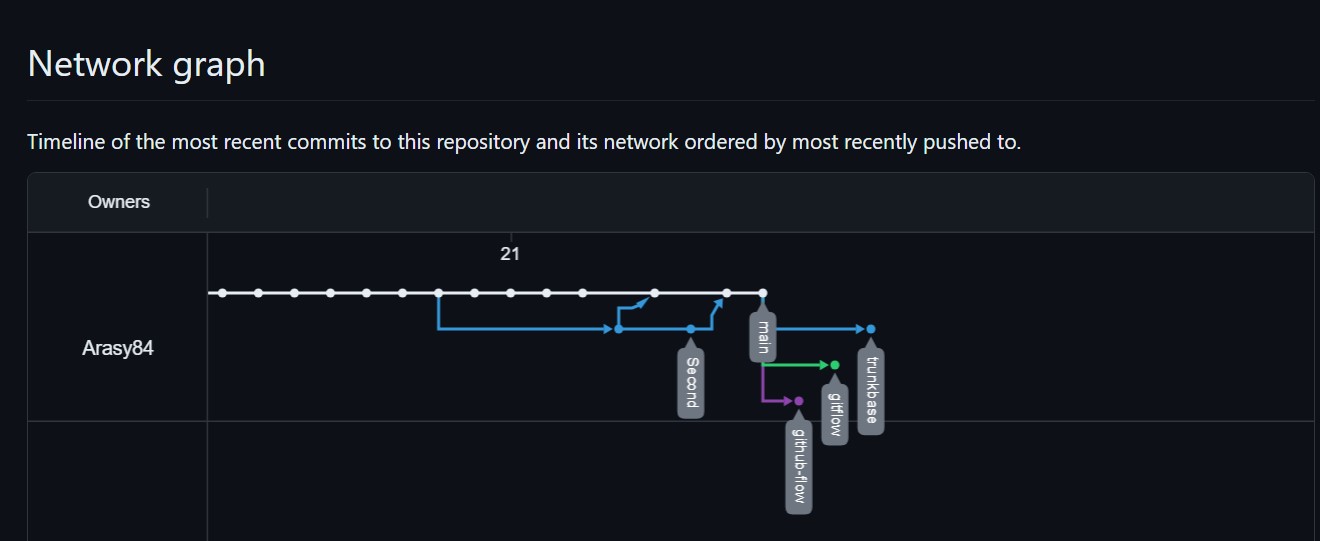 Network graph
Timeline of the most recent commits to this repository and its network ordered by most recently pushed to.
Owners
21
Arasy84
main
Second
trunkbase
gitflow
github-flow